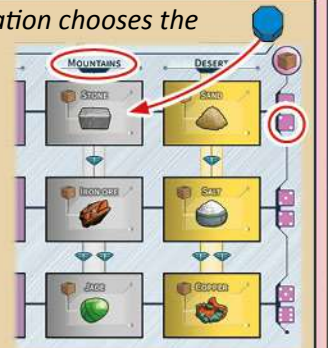 ation chooses the
MOUNTAINS DESERT
STONE SAND
IRON ORE SALT
JADE COPPER